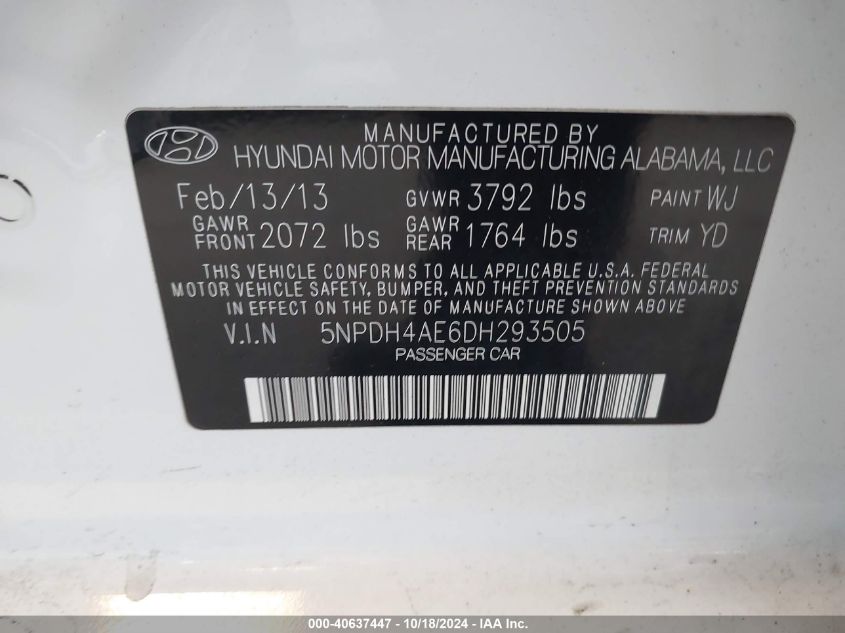 MANUFACTURED BY
HYUNDAI MOTOR MANUFACTURING ALABAMA, LLC
Feb/13/13 GVWR 3792 lbs PAINT WJ
GAWR FRONT 2072 lbs GAWR REAR 1764 lbs TRIM YD
THIS VEHICLE CONFORMS TO ALL APPLICABLE U.S.A. FEDERAL
MOTOR VEHICLE SAFETY, BUMPER, AND THEFT PREVENTION STANDARDS
IN EFFECT ON THE DATE OF MANUFACTURE SHOWN ABOVE
V.I.N 5NPDH4AE6DH293505
PASSENGER CAR
000-40637447 - 10/18/2024 - IAA Inc.